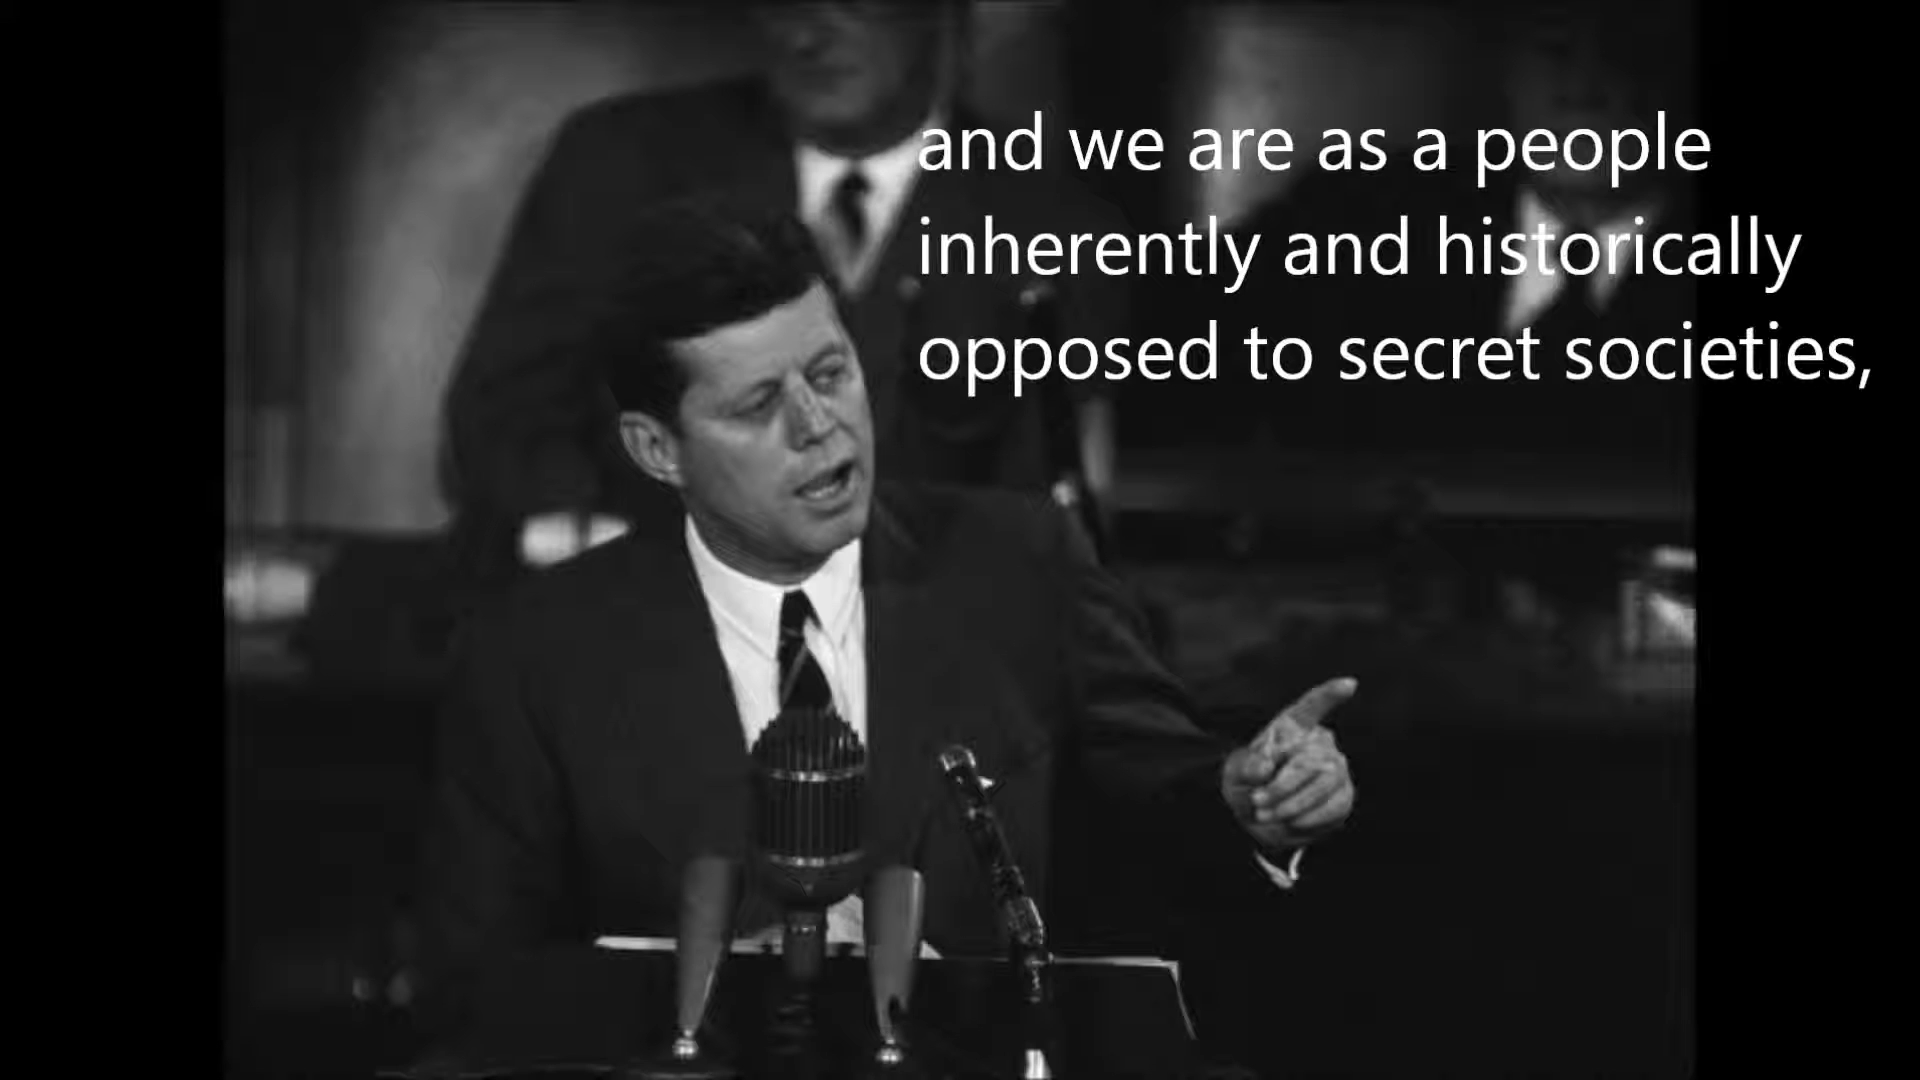 and we are as a people
inherently and historically
opposed to secret societies,